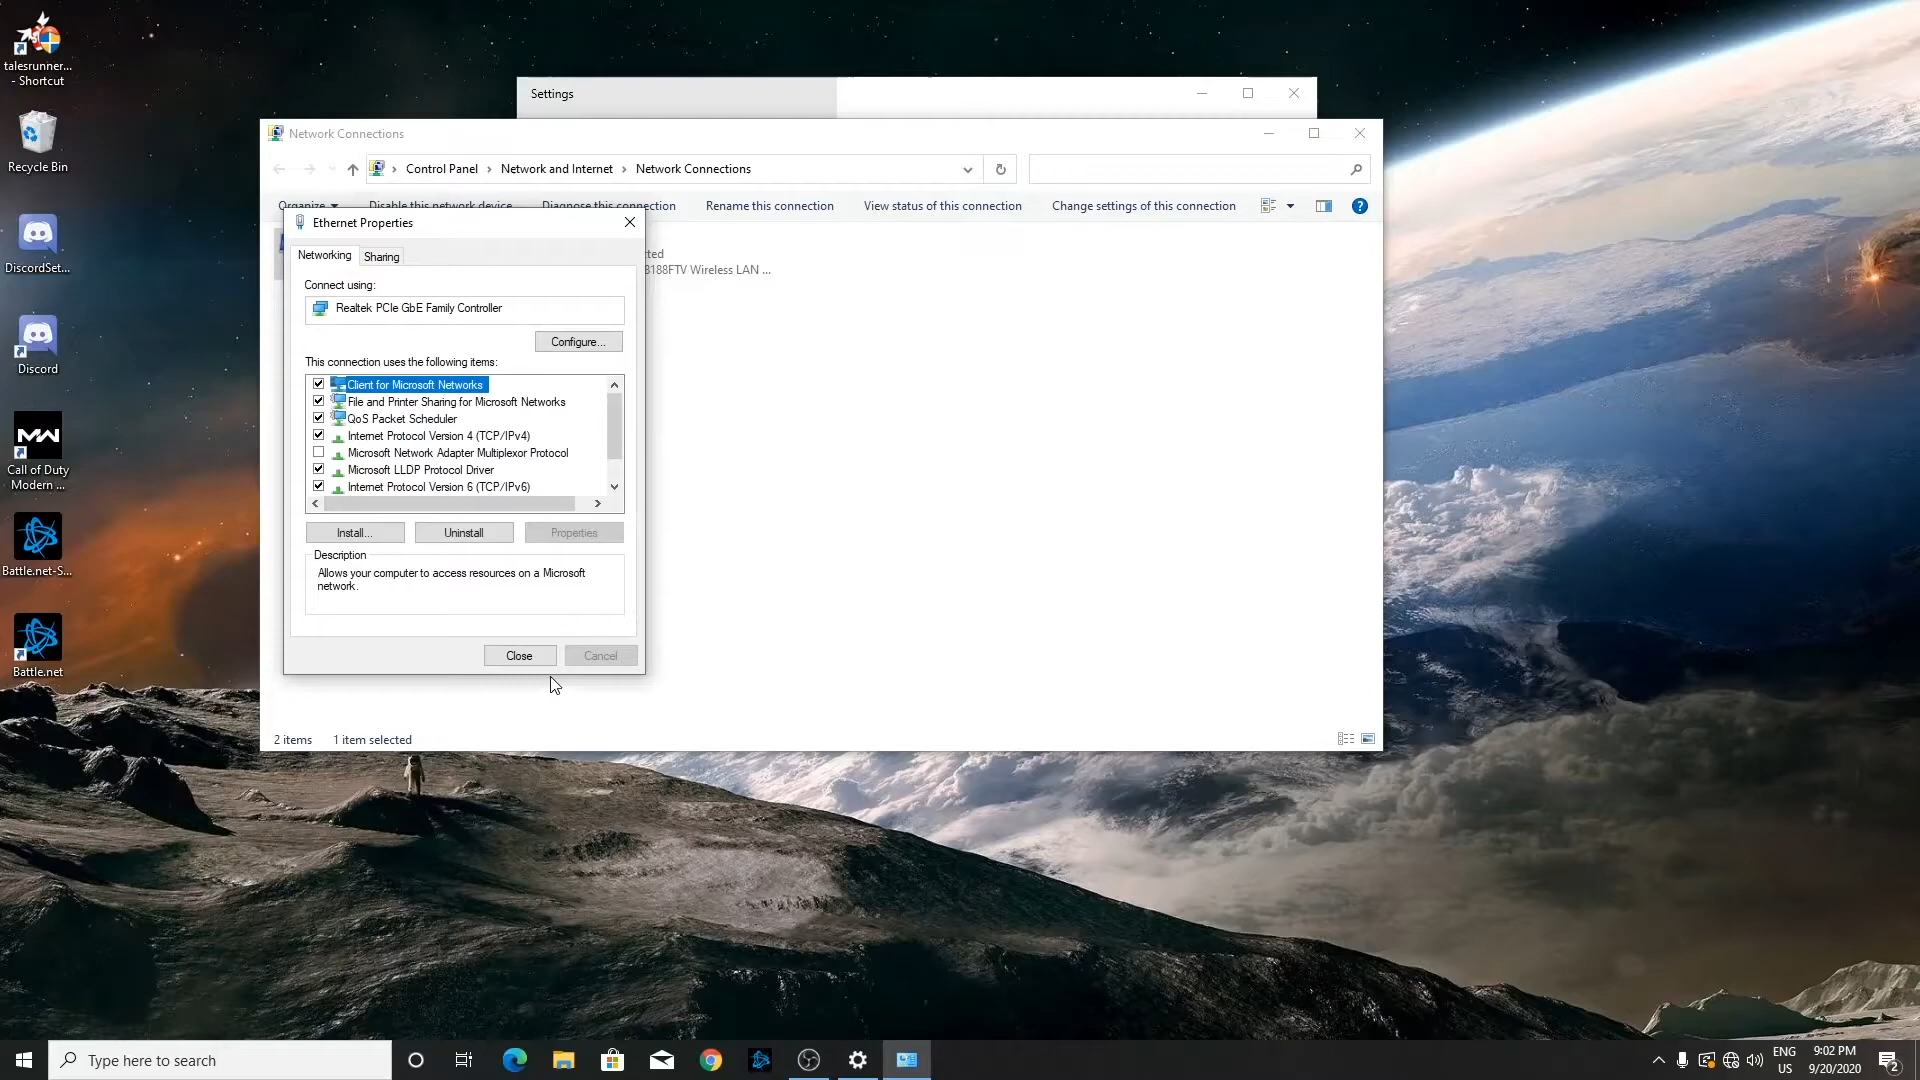 talesrunner...
- Shortcut
Recycle Bin
DiscordSet...
Discord
Call of Duty
Modern ...
Battle.net-S...
Battle.net
Settings
Network Connections
Control Panel > Network and Internet > Network Connections
Organize Disable this network device Diagnose this connection Rename this connection View status of this connection Change settings of this connection
Ethernet Properties
Networking Sharing
Connect using:
Realtek PCIe GbE Family Controller
Configure...
This connection uses the following items:
Client for Microsoft Networks
File and Printer Sharing for Microsoft Networks
QoS Packet Scheduler
Internet Protocol Version 4 (TCP/IPv4)
Microsoft Network Adapter Multiplexor Protocol
Microsoft LLDP Protocol Driver
Internet Protocol Version 6 (TCP/IPv6)
Install... Uninstall Properties
Description
Allows your computer to access resources on a Microsoft
network.
Close Cancel
cted
8188FTV Wireless LAN ...
2 items 1 item selected
Type here to search
ENG
US
9:02 PM
9/20/2020
2